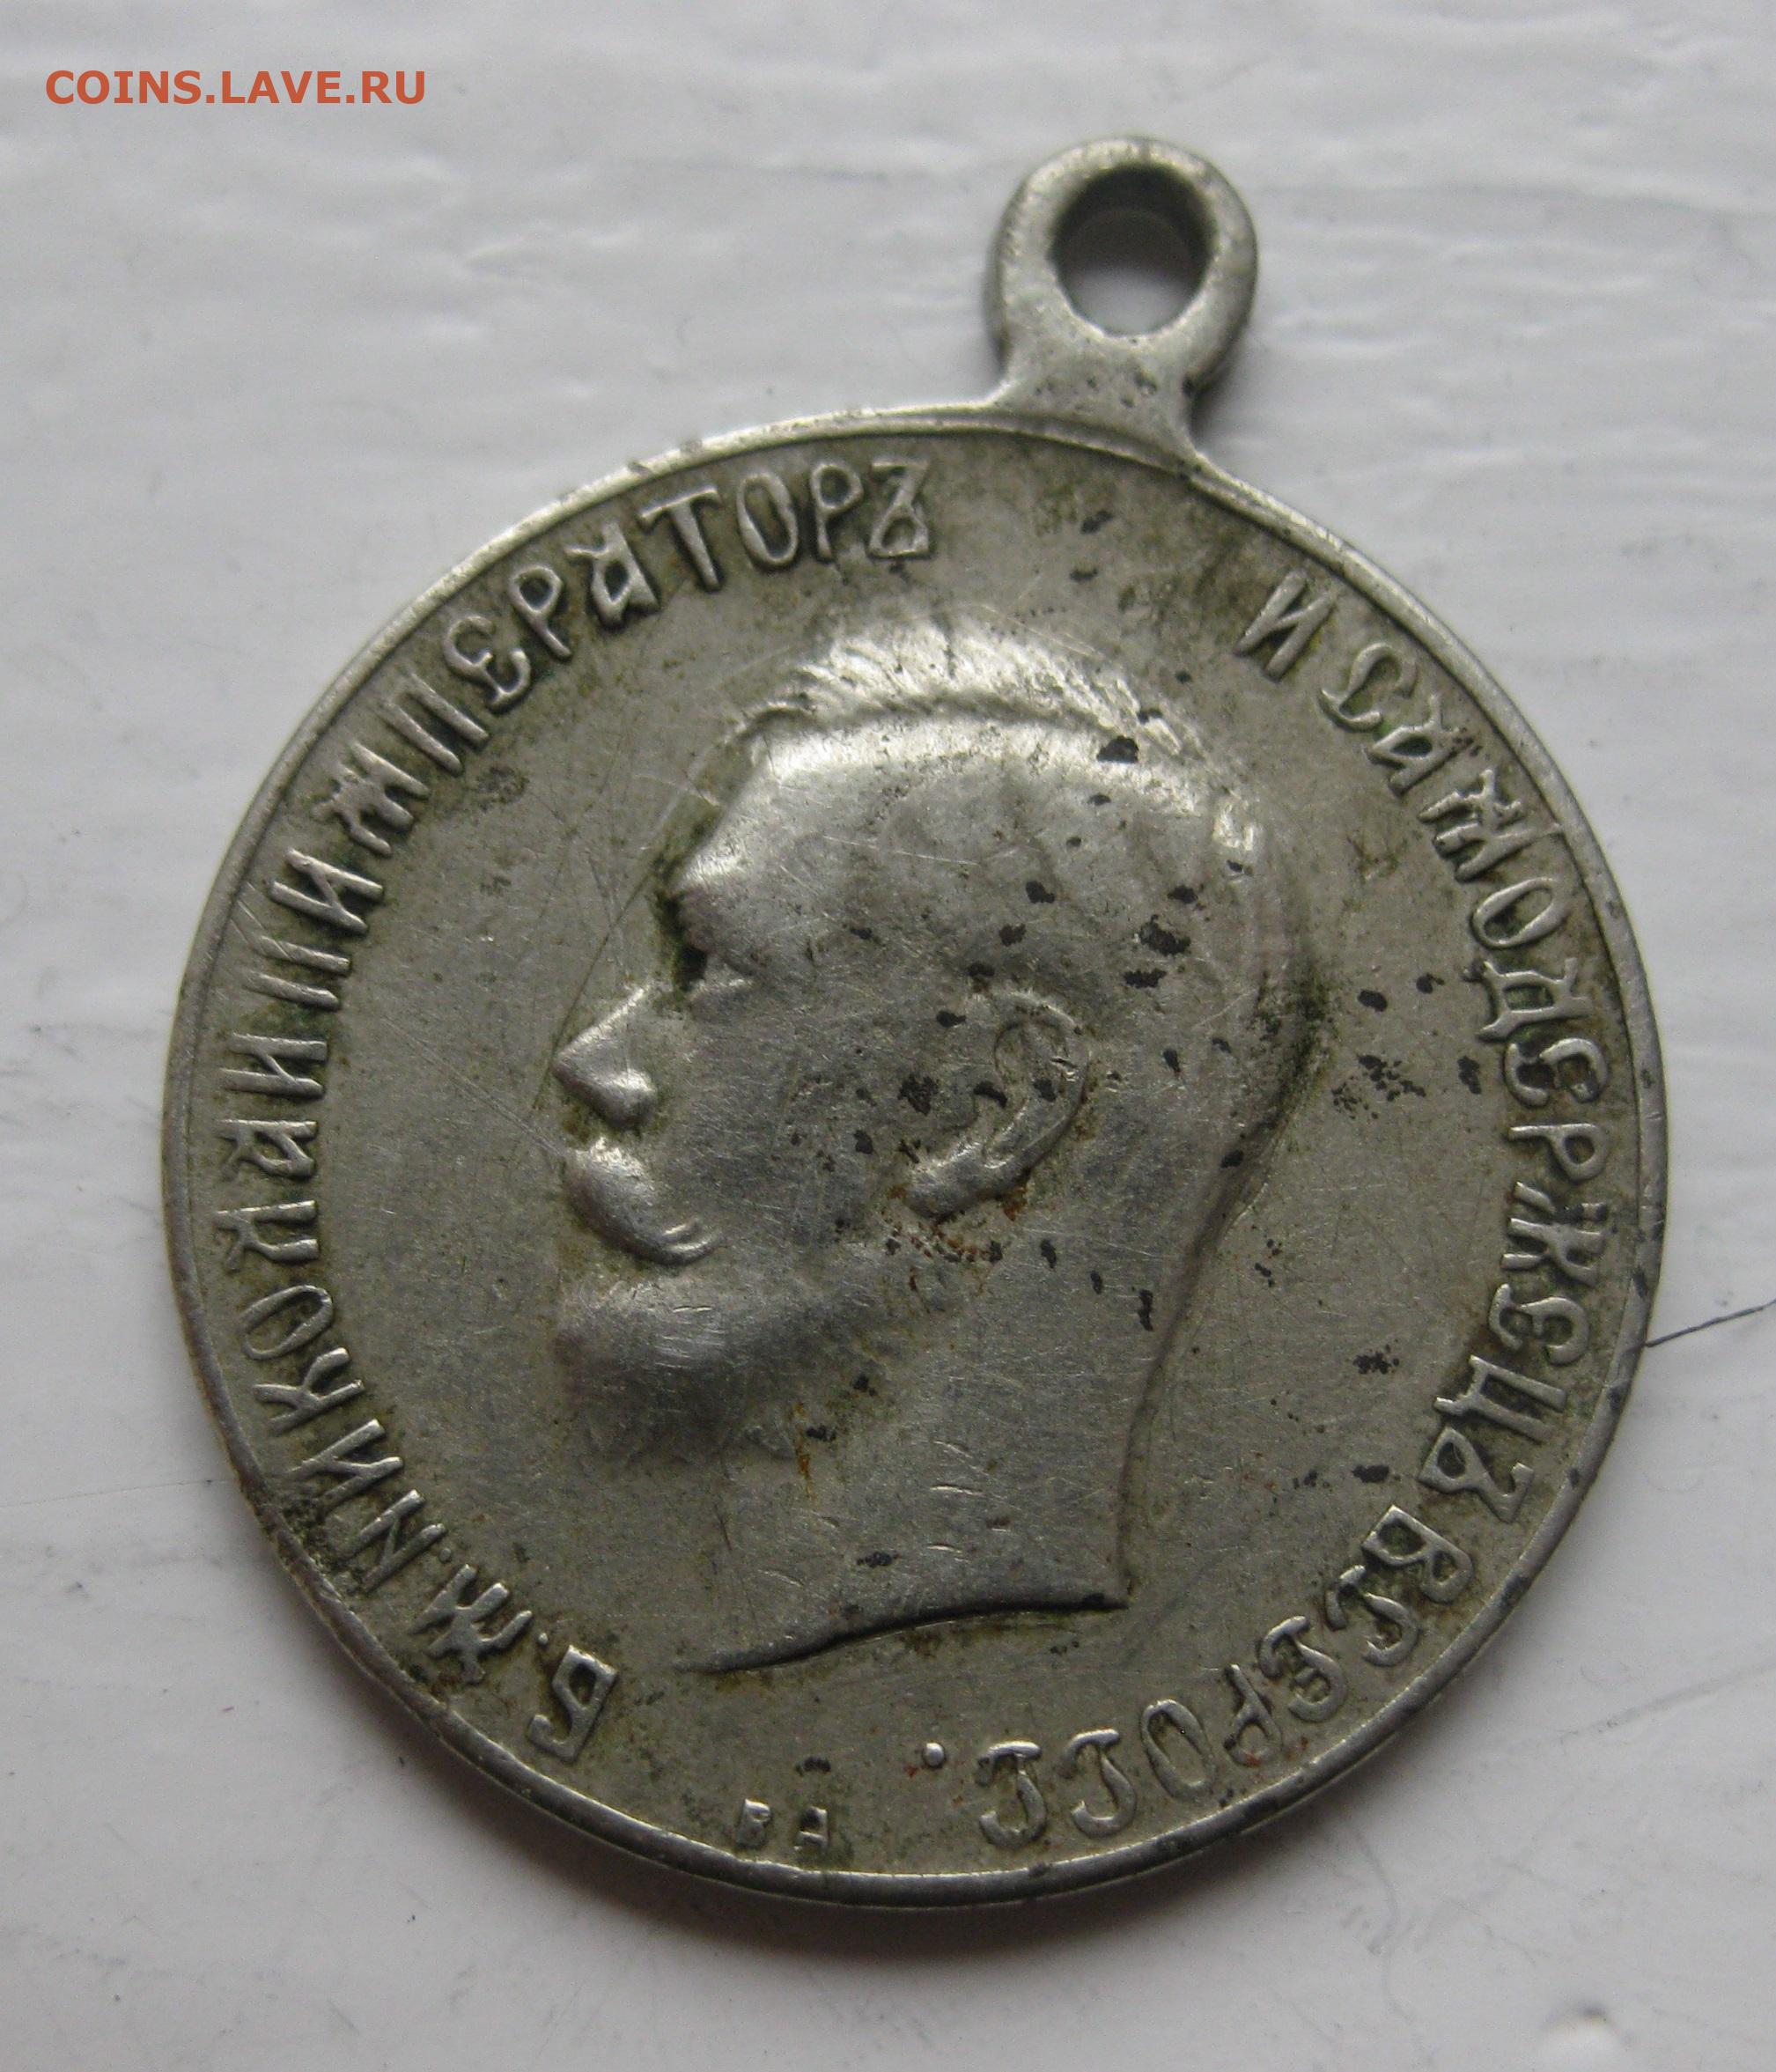 COINS.LAVE.RU
Б.М.НИКОЛАЙ II ИМПЕРАТОРЪ И САМОДЕРЖЕЦЪ ВСЕРОСС.
ВА